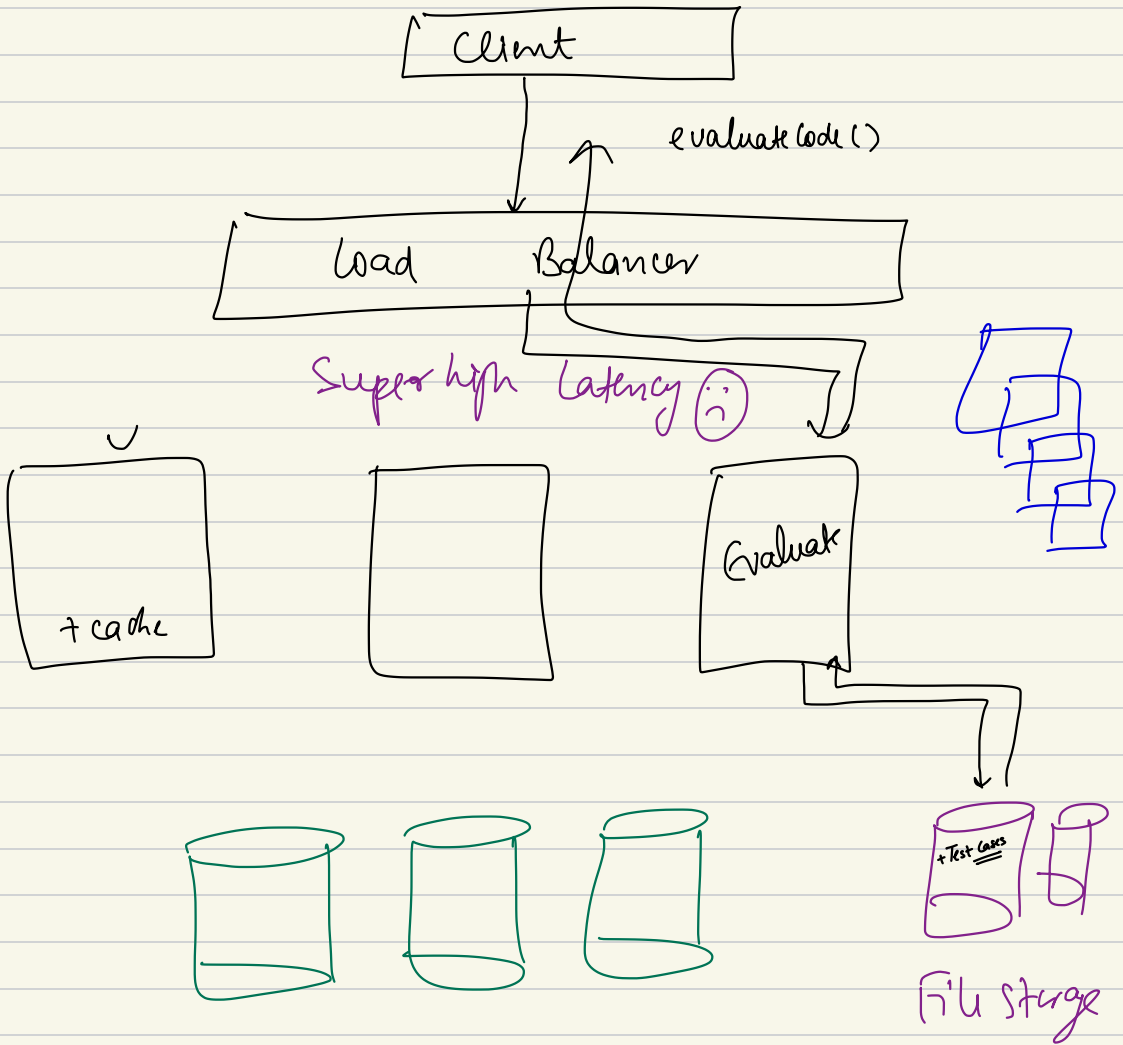 Client
evaluateCode()
Load Balancer
Super high Latency
Evaluate
+ cache
+ Test Cases
File Storage